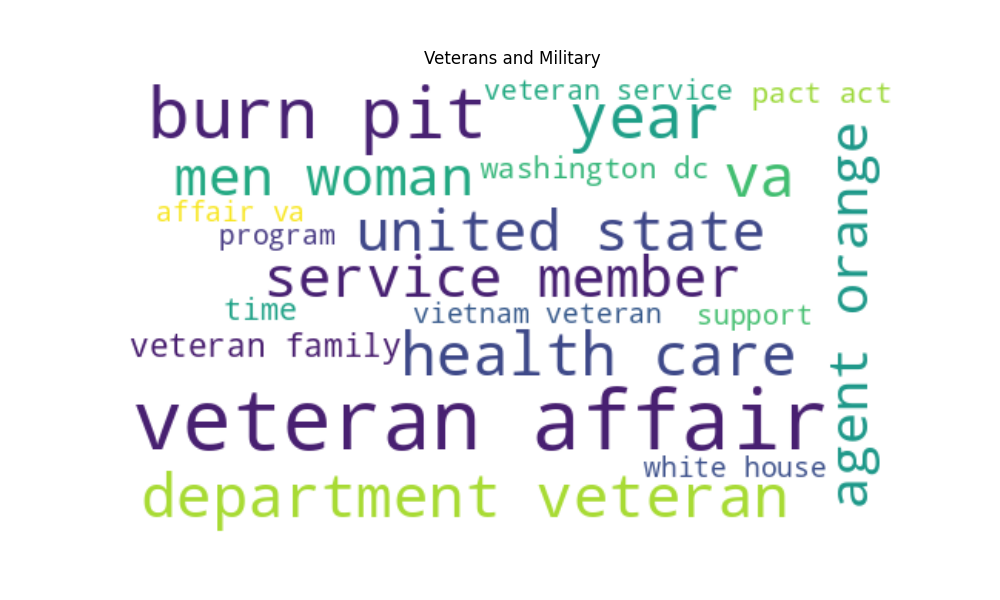 Veterans and Military
burn pit
veteran service
pact act
year
men woman
washington dc
va
affair va
program
united state
service member
time
vietnam veteran
support
veteran family
health care
veteran affair
white house
department veteran
agent orange